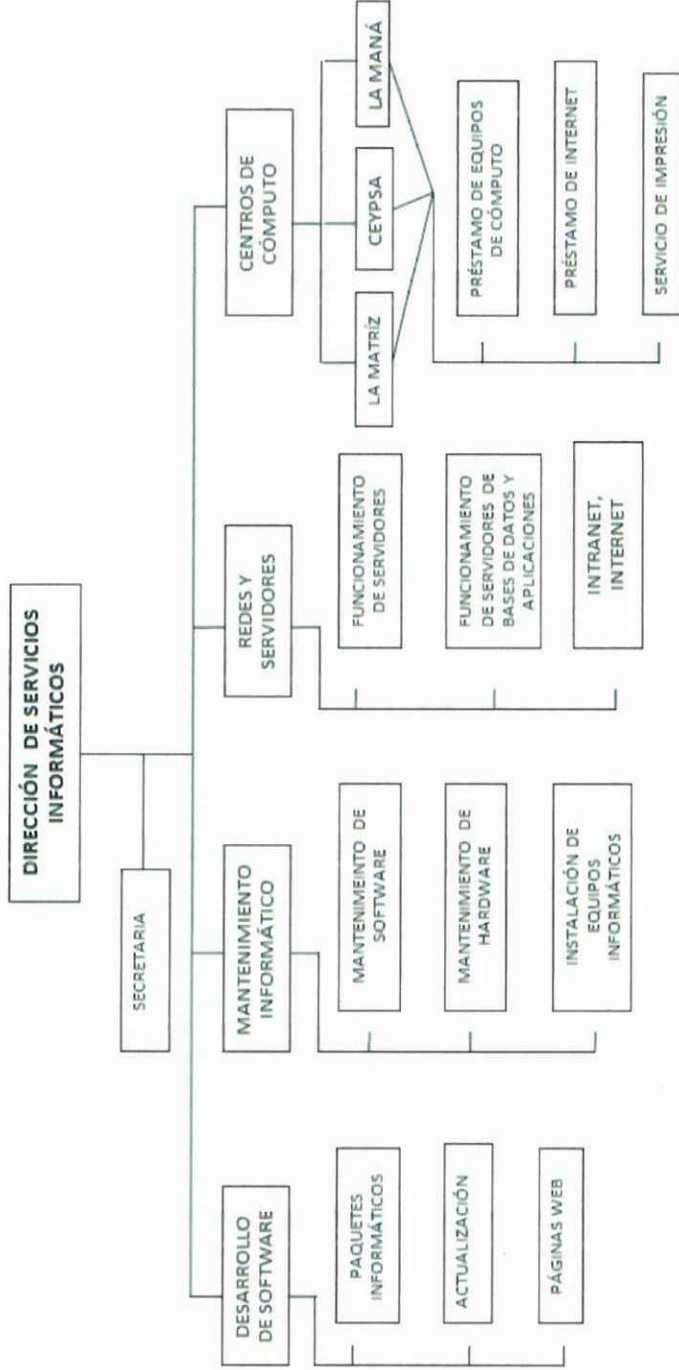 DIRECCIÓN DE SERVICIOS
INFORMÁTICOS
SECRETARIA
DESARROLLO
DE SOFTWARE
PAQUETES
INFORMÁTICOS
ACTUALIZACIÓN
PÁGINAS WEB
MANTENIMIENTO
INFORMÁTICO
MANTENIMEINTO DE
SOFTWARE
MANTENIMIENTO DE
HARDWARE
INSTALACIÓN DE
EQUIPOS
INFORMÁTICOS
REDES Y
SERVIDORES
FUNCIONAMIENTO
DE SERVIDORES
FUNCIONAMIENTO
DE SERVIDORES DE
BASES DE DATOS Y
APLICACIONES
INTRANET,
INTERNET
CENTROS DE
CÓMPUTO
LA MATRÍZ
CEYPSA
LA MANÁ
PRÉSTAMO DE EQUIPOS
DE CÓMPUTO
PRÉSTAMO DE INTERNET
SERVICIO DE IMPRESIÓN